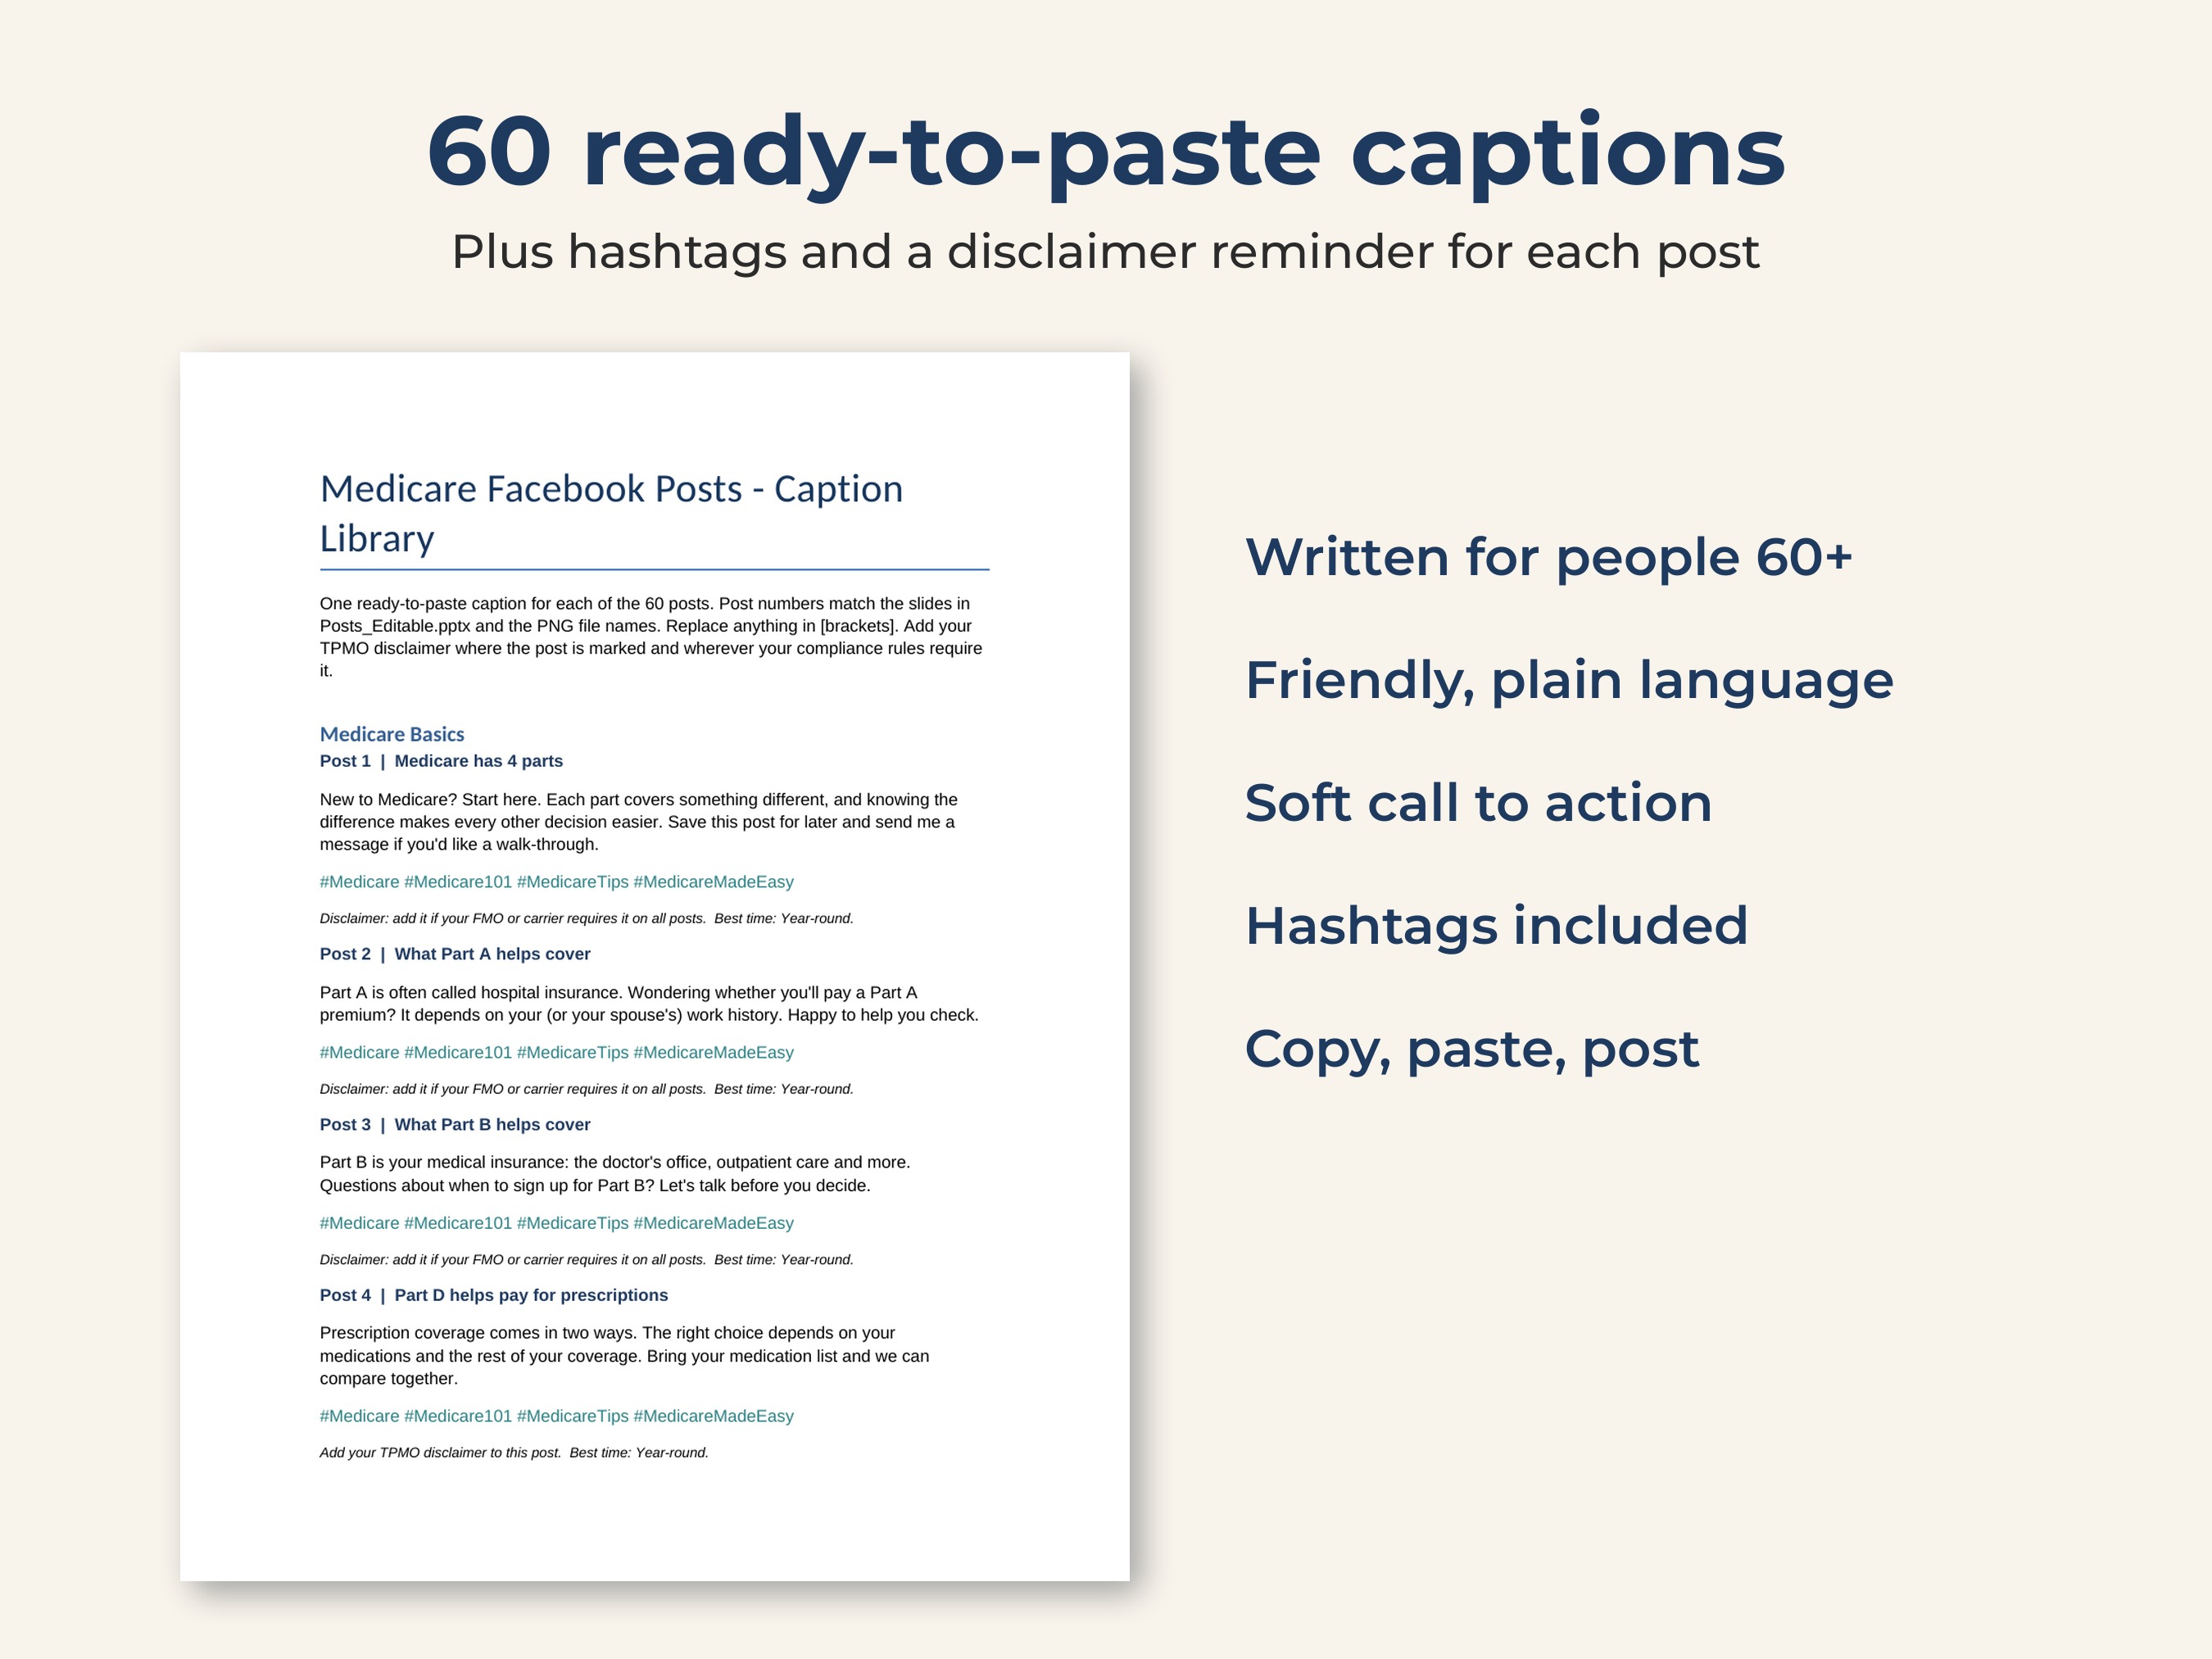 60 ready-to-paste captions
Plus hashtags and a disclaimer reminder for each post
Medicare Facebook Posts - Caption
Library
One ready-to-paste caption for each of the 60 posts. Post numbers match the slides in
Posts_Editable.pptx and the PNG file names. Replace anything in [brackets]. Add your
TPMO disclaimer where the post is marked and wherever your compliance rules require
it.
Medicare Basics
Post 1 | Medicare has 4 parts
New to Medicare? Start here. Each part covers something different, and knowing the
difference makes every other decision easier. Save this post for later and send me a
message if you'd like a walk-through.
#Medicare #Medicare101 #MedicareTips #MedicareMadeEasy
Disclaimer: add it if your FMO or carrier requires it on all posts. Best time: Year-round.
Post 2 | What Part A helps cover
Part A is often called hospital insurance. Wondering whether you'll pay a Part A
premium? It depends on your (or your spouse's) work history. Happy to help you check.
#Medicare #Medicare101 #MedicareTips #MedicareMadeEasy
Disclaimer: add it if your FMO or carrier requires it on all posts. Best time: Year-round.
Post 3 | What Part B helps cover
Part B is your medical insurance: the doctor's office, outpatient care and more.
Questions about when to sign up for Part B? Let's talk before you decide.
#Medicare #Medicare101 #MedicareTips #MedicareMadeEasy
Disclaimer: add it if your FMO or carrier requires it on all posts. Best time: Year-round.
Post 4 | Part D helps pay for prescriptions
Prescription coverage comes in two ways. The right choice depends on your
medications and the rest of your coverage. Bring your medication list and we can
compare together.
#Medicare #Medicare101 #MedicareTips #MedicareMadeEasy
Add your TPMO disclaimer to this post. Best time: Year-round.
Written for people 60+
Friendly, plain language
Soft call to action
Hashtags included
Copy, paste, post